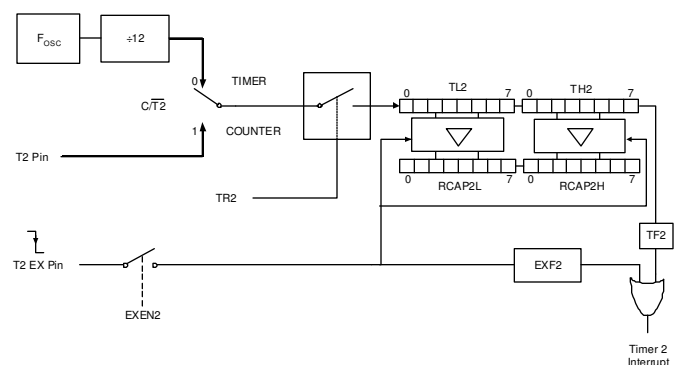 FOSC
÷12
0
TIMER
C/T2
1
COUNTER
T2 Pin
TR2
0 TL2 7
0 TH2 7
0 7
RCAP2L
0 7
RCAP2H
TF2
T2 EX Pin
EXEN2
EXF2
Timer 2
Interrupt